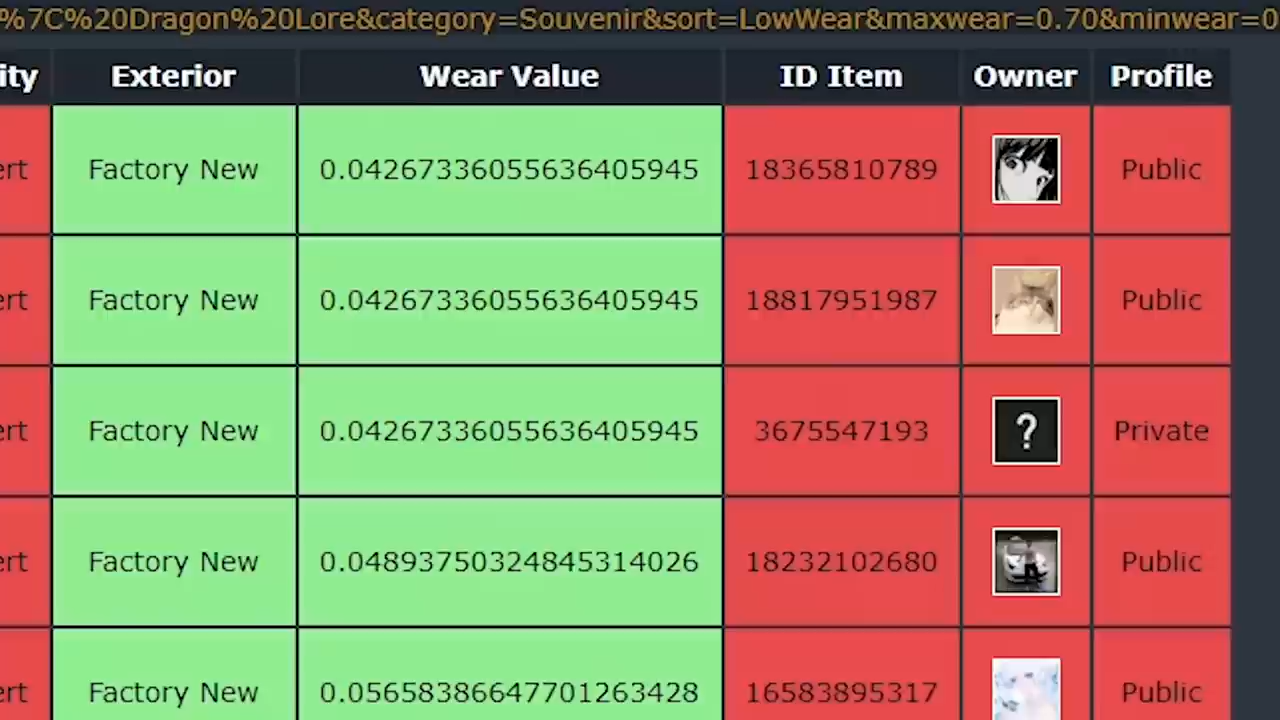 %7C%20Dragon%20Lore&category=Souvenir&sort=LowWear&maxwear=0.70&minwear=0
ity Exterior Wear Value ID Item Owner Profile
ert Factory New 0.04267336055636405945 18365810789 Public
ert Factory New 0.04267336055636405945 18817951987 Public
ert Factory New 0.04267336055636405945 3675547193 ? Private
ert Factory New 0.04893750324845314026 18232102680 Public
ert Factory New 0.05658386647701263428 16583895317 Public